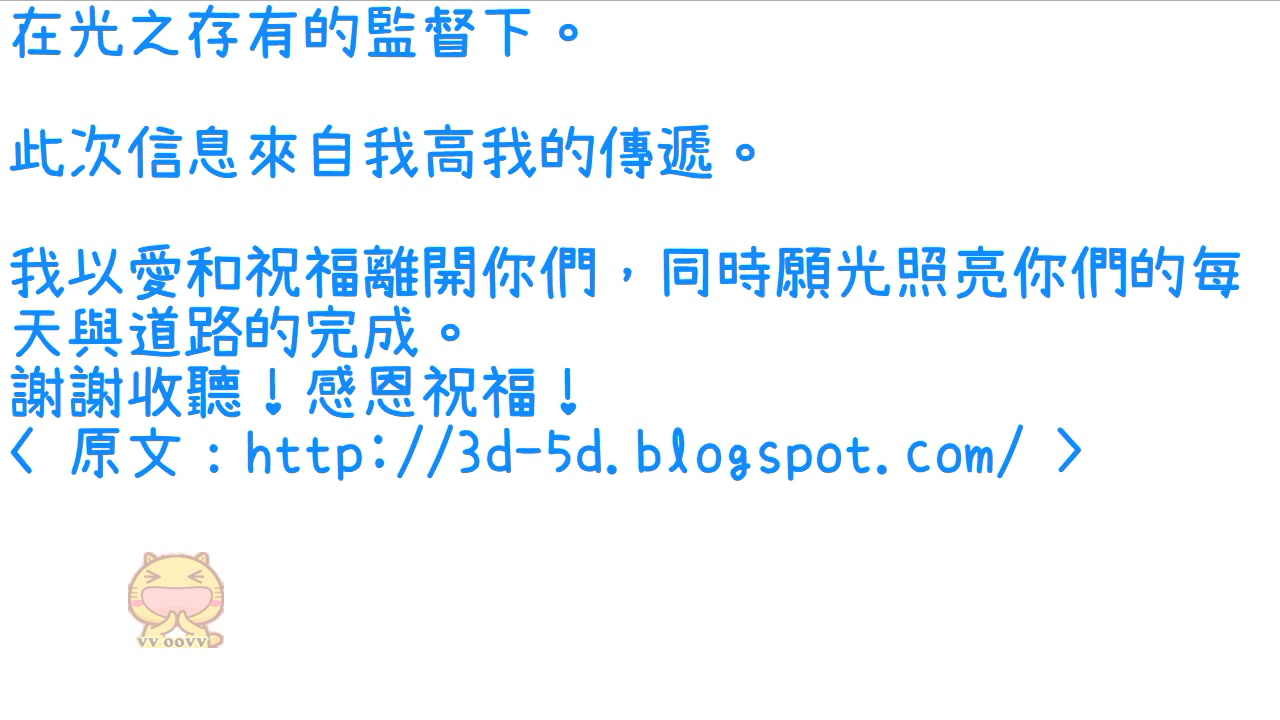 在光之存有的監督下。
此次信息來自我高我的傳遞。
我以愛和祝福離開你們，同時願光照亮你們的每
天與道路的完成。
謝謝收聽！感恩祝福！
< 原文：http://3d-5d.blogspot.com/ >
vv oovv